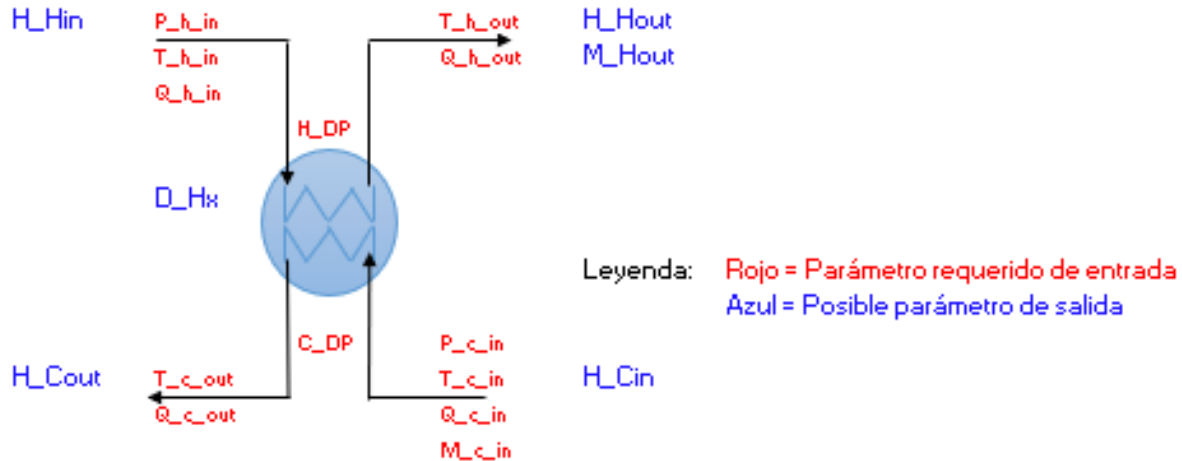 H_Hin P_h_in T_h_out H_Hout
T_h_in Q_h_out M_Hout
Q_h_in
H_DP
D_Hx
Leyenda: Rojo = Parámetro requerido de entrada
Azul = Posible parámetro de salida
C_DP P_c_in
H_Cout T_c_out T_c_in H_Cin
Q_c_out Q_c_in
M_c_in